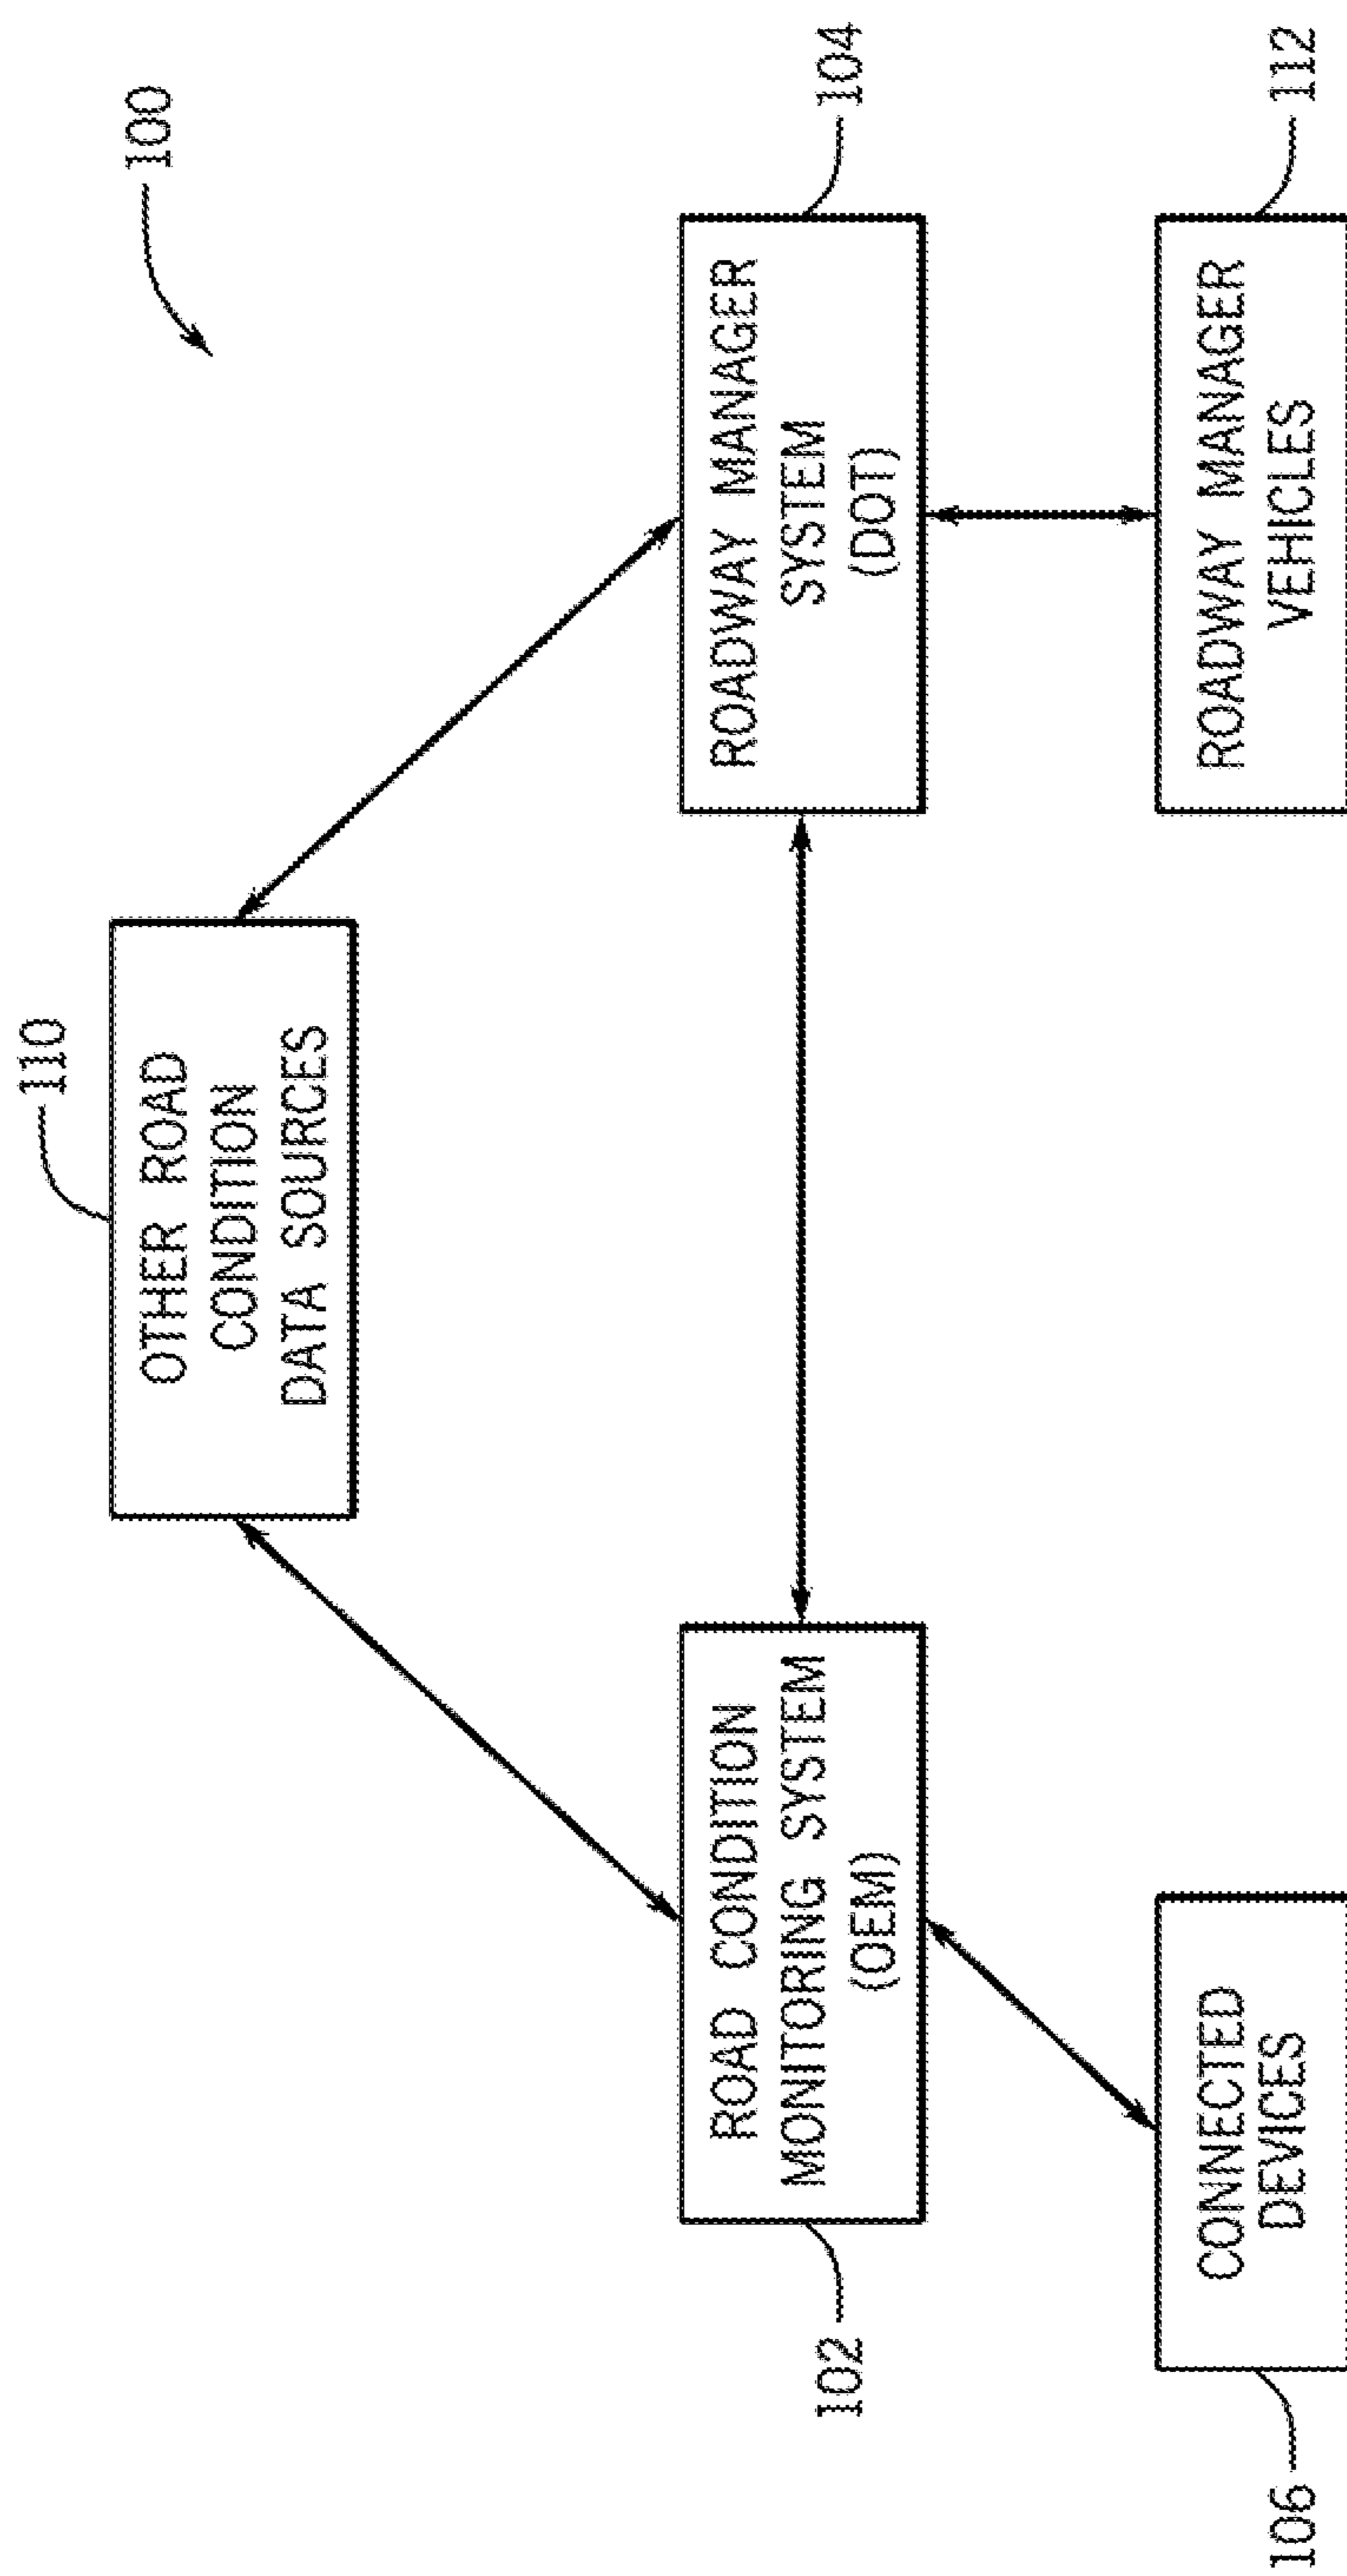 100
110
OTHER ROAD
CONDITION
DATA SOURCES
102
ROAD CONDITION
MONITORING SYSTEM
(OEM)
ROADWAY MANAGER
SYSTEM
(DOT)
104
106
CONNECTED
DEVICES
ROADWAY MANAGER
VEHICLES
112